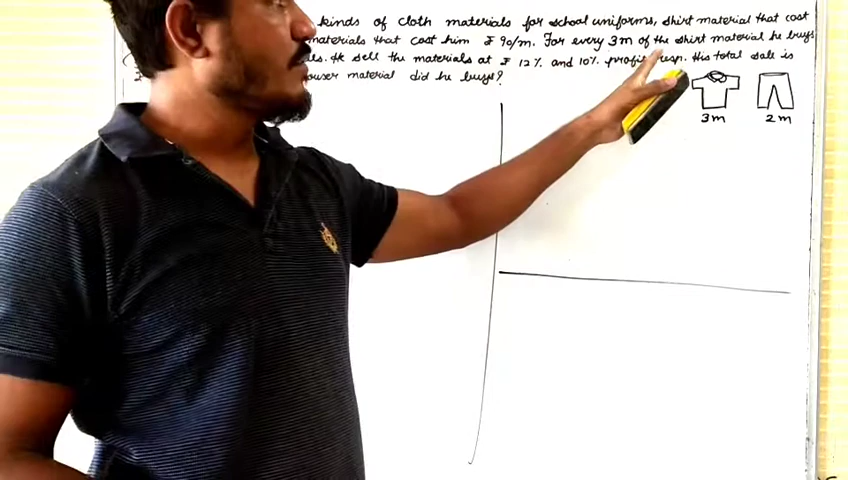 kinds of cloth materials for school uniforms, shirt material that cost
materials that cost him ₹ 90/m. For every 3m of the shirt material he buys
He sell the materials at ₹ 12% and 10% profit resp. His total sale is
material did he buys?
3m 2m